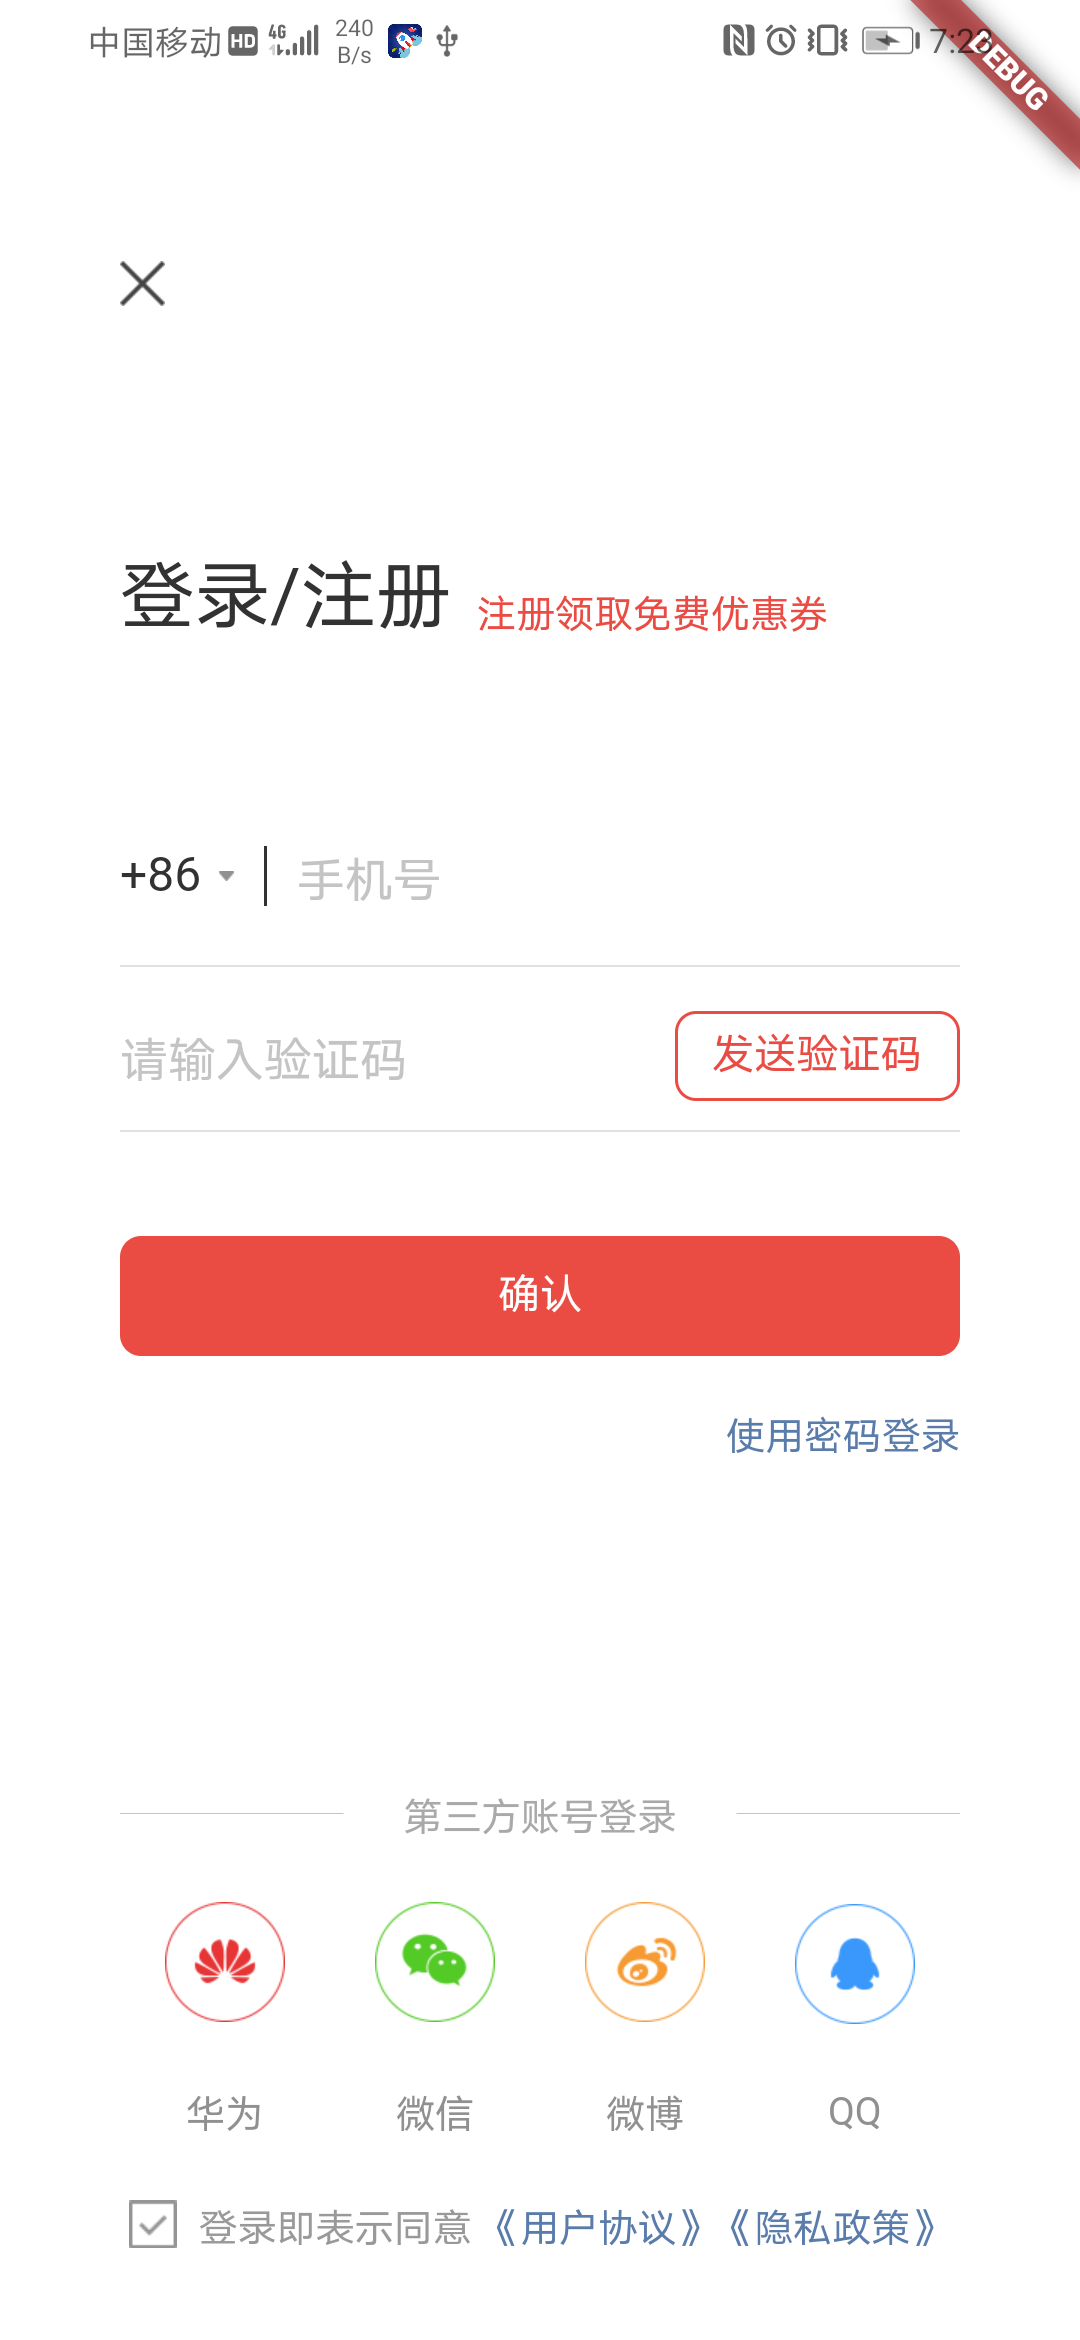 中国移动 HD 4G 240 B/s
DEBUG
登录/注册 注册领取免费优惠券
+86 手机号
请输入验证码 发送验证码
确认
使用密码登录
第三方账号登录
华为 微信 微博 QQ
登录即表示同意《用户协议》《隐私政策》